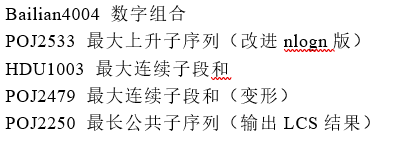 Bailian4004 数字组合
POJ2533 最大上升子序列（改进 nlogn 版）
HDU1003 最大连续子段和
POJ2479 最大连续子段和（变形）
POJ2250 最长公共子序列（输出 LCS 结果）